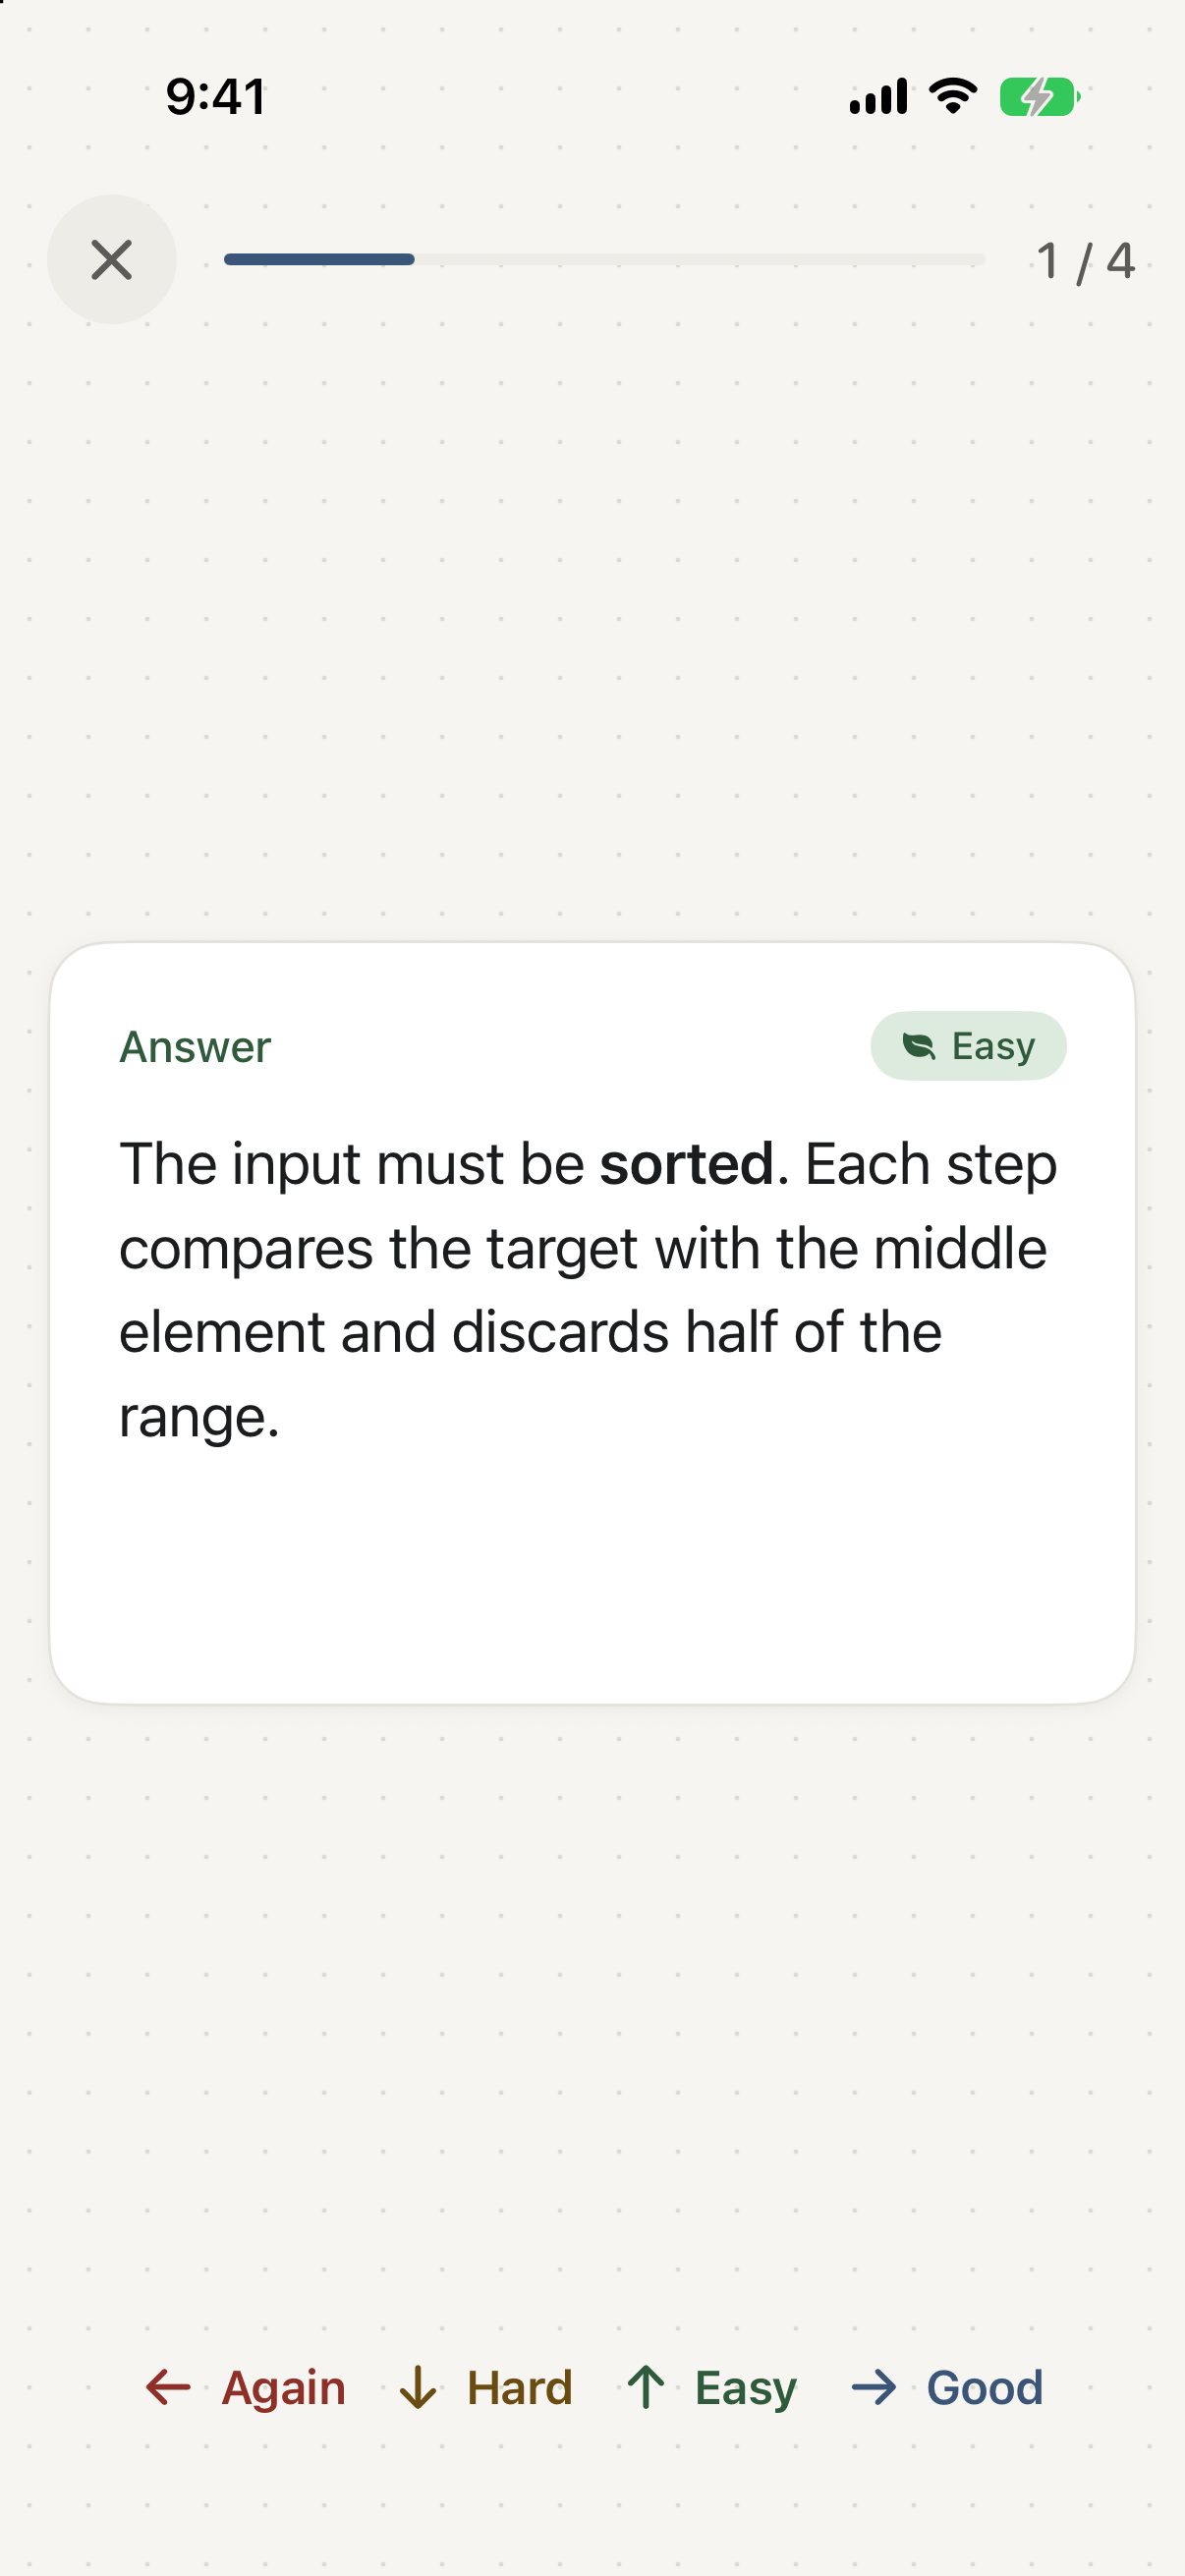 9:41
1 / 4
Answer
Easy
The input must be sorted. Each step
compares the target with the middle
element and discards half of the
range.
← Again ↓ Hard ↑ Easy → Good